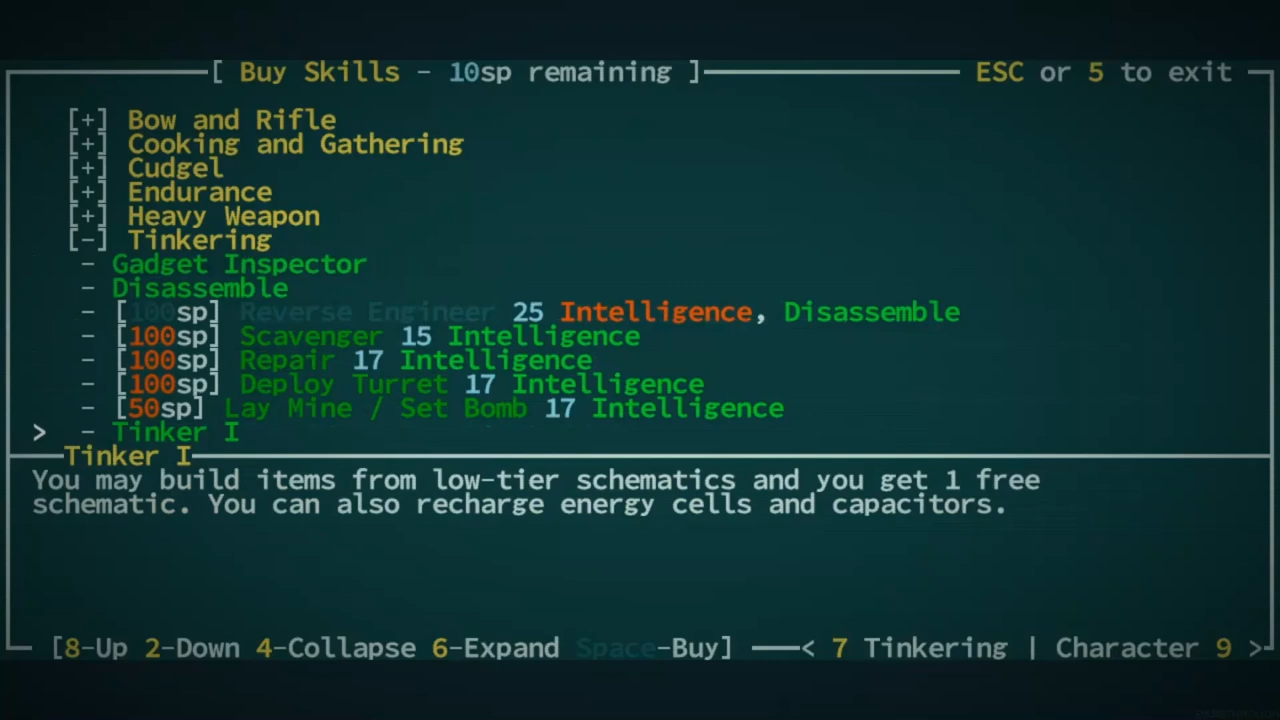 [ Buy Skills - 10sp remaining ] ESC or 5 to exit
[+] Bow and Rifle
[+] Cooking and Gathering
[+] Cudgel
[+] Endurance
[+] Heavy Weapon
[-] Tinkering
- Gadget Inspector
- Disassemble
- [100sp] Reverse Engineer 25 Intelligence, Disassemble
- [100sp] Scavenger 15 Intelligence
- [100sp] Repair 17 Intelligence
- [100sp] Deploy Turret 17 Intelligence
- [50sp] Lay Mine / Set Bomb 17 Intelligence
> - Tinker I
Tinker I
You may build items from low-tier schematics and you get 1 free
schematic. You can also recharge energy cells and capacitors.
[8-Up 2-Down 4-Collapse 6-Expand Space-Buy] < 7 Tinkering | Character 9 >